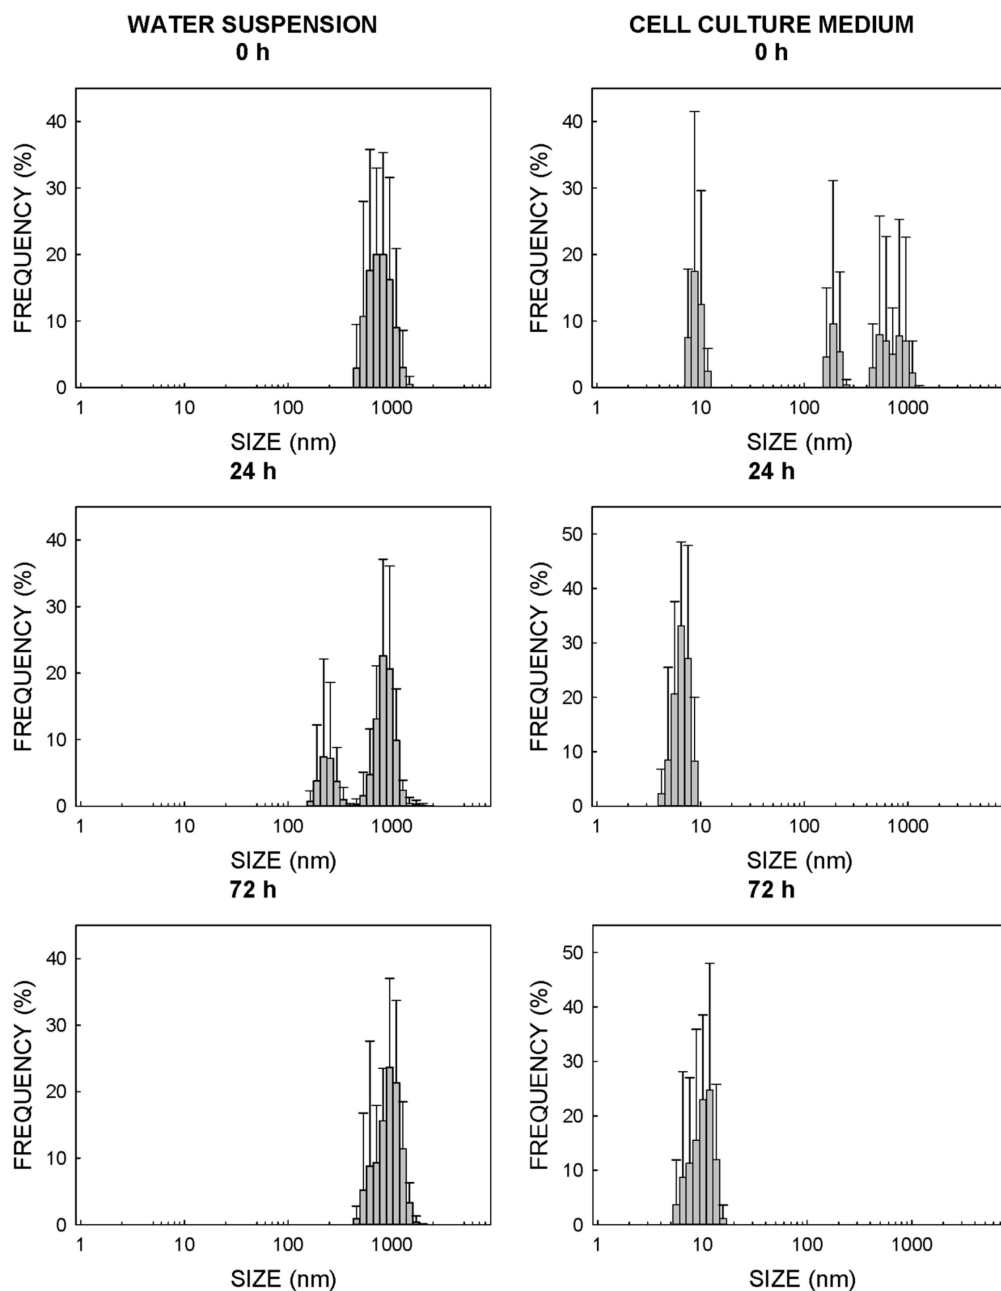 WATER SUSPENSION
0 h
FREQUENCY (%)
40
30
20
10
0
1 10 100 1000
SIZE (nm)
CELL CULTURE MEDIUM
0 h
FREQUENCY (%)
40
30
20
10
0
1 10 100 1000
SIZE (nm)
24 h
FREQUENCY (%)
40
30
20
10
0
1 10 100 1000
SIZE (nm)
24 h
FREQUENCY (%)
50
40
30
20
10
0
1 10 100 1000
SIZE (nm)
72 h
FREQUENCY (%)
40
30
20
10
0
1 10 100 1000
SIZE (nm)
72 h
FREQUENCY (%)
50
40
30
20
10
0
1 10 100 1000
SIZE (nm)